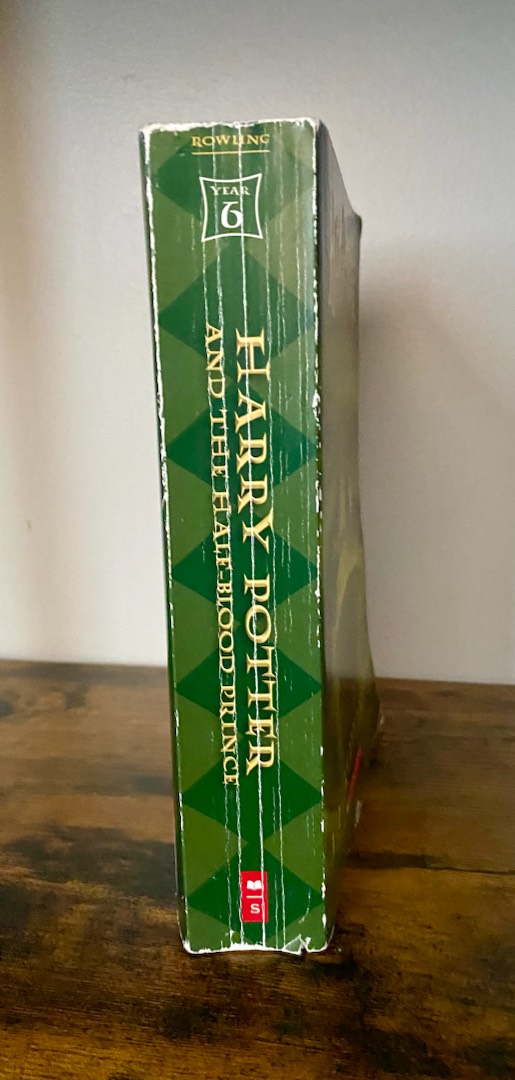 ROWLING
YEAR
6
HARRY POTTER
AND THE HALF-BLOOD PRINCE
S